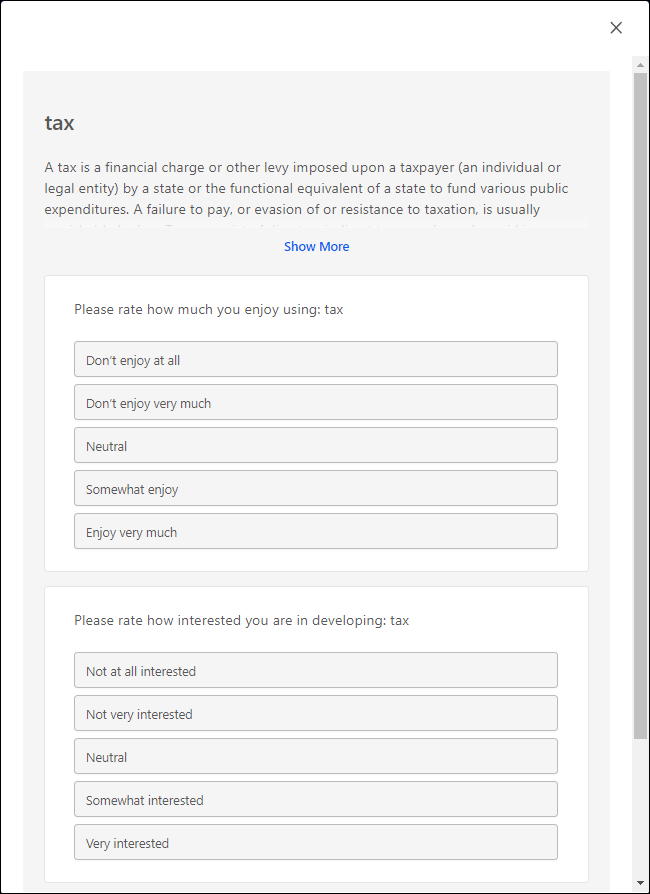 tax
A tax is a financial charge or other levy imposed upon a taxpayer (an individual or
legal entity) by a state or the functional equivalent of a state to fund various public
expenditures. A failure to pay, or evasion of or resistance to taxation, is usually
Show More
Please rate how much you enjoy using: tax
Don't enjoy at all
Don't enjoy very much
Neutral
Somewhat enjoy
Enjoy very much
Please rate how interested you are in developing: tax
Not at all interested
Not very interested
Neutral
Somewhat interested
Very interested